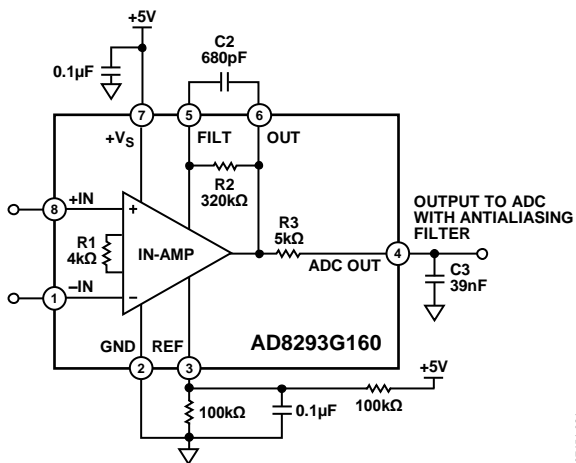 +5V
C2
680pF
0.1µF
7
5
6
+VS
FILT
OUT
R2
320kΩ
8
+IN
+
OUTPUT TO ADC
WITH ANTIALIASING
FILTER
R1
4kΩ
IN-AMP
R3
5kΩ
4
ADC OUT
C3
39nF
1
–IN
–
GND
REF
AD8293G160
2
3
+5V
100kΩ
0.1µF
100kΩ